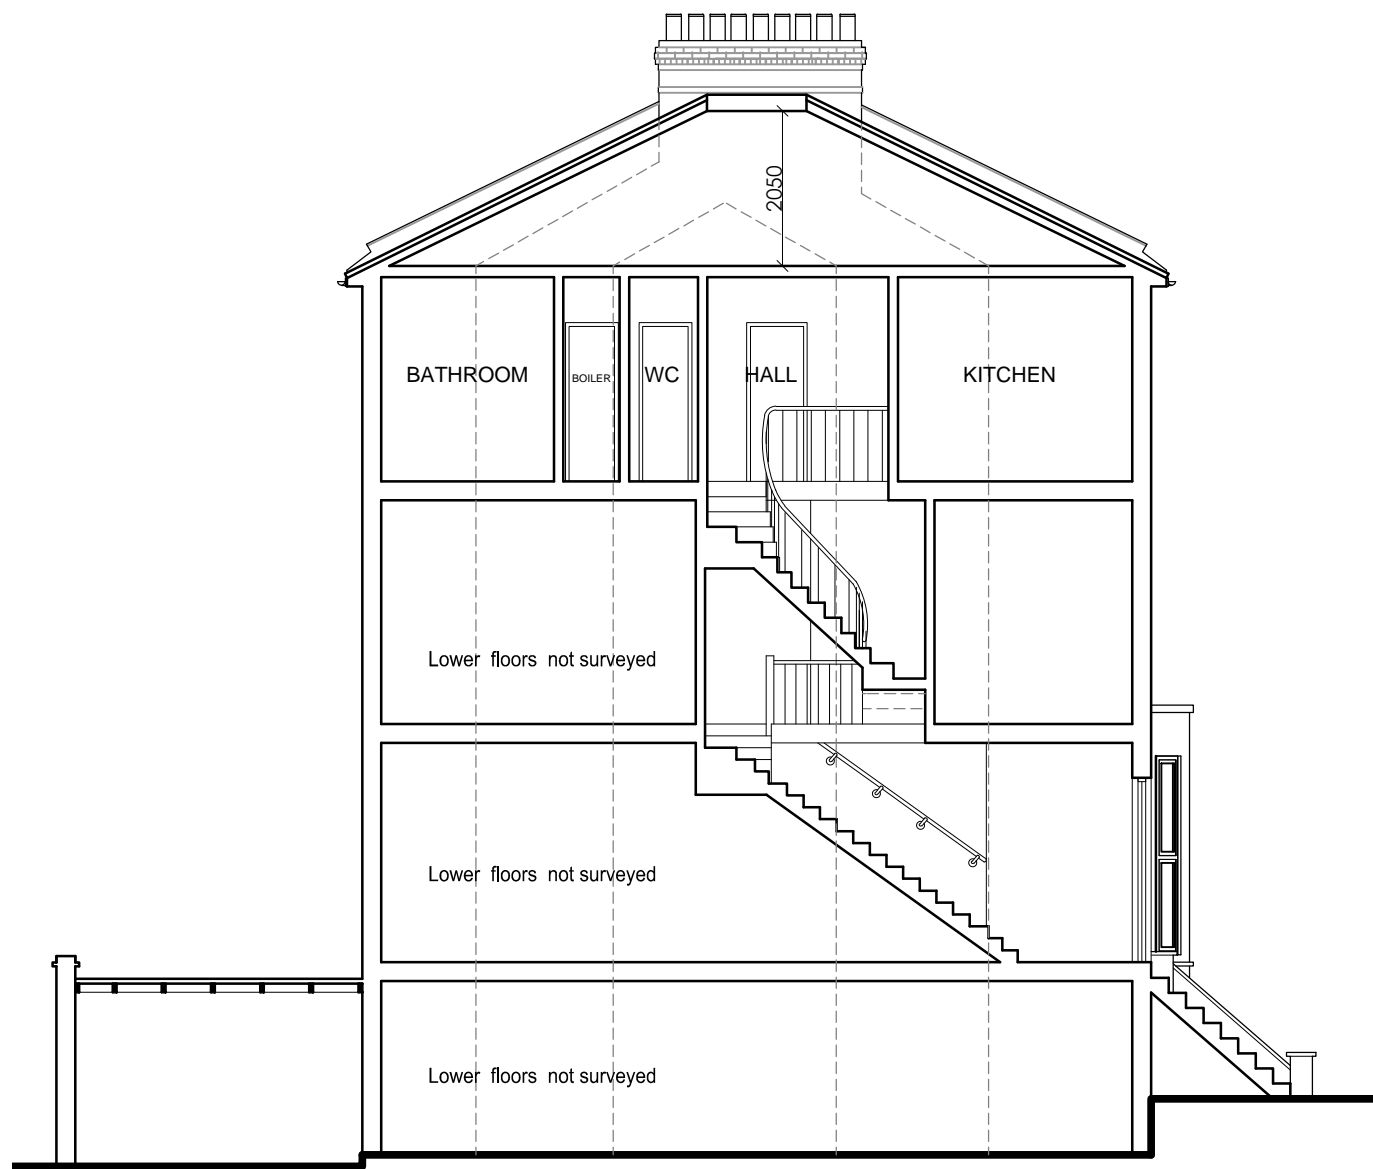 2050
BATHROOM
BOILER
WC
HALL
KITCHEN
Lower floors not surveyed
Lower floors not surveyed
Lower floors not surveyed